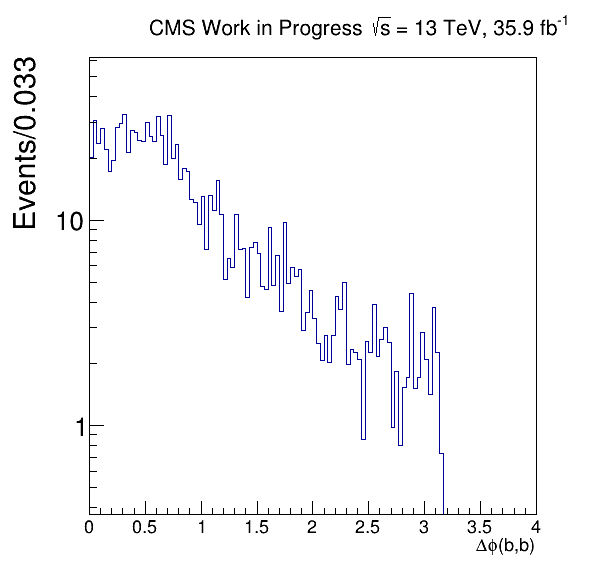 CMS Work in Progress √s = 13 TeV, 35.9 fb⁻¹
Events/0.033
10
1
0 0.5 1 1.5 2 2.5 3 3.5 4
Δϕ(b,b)